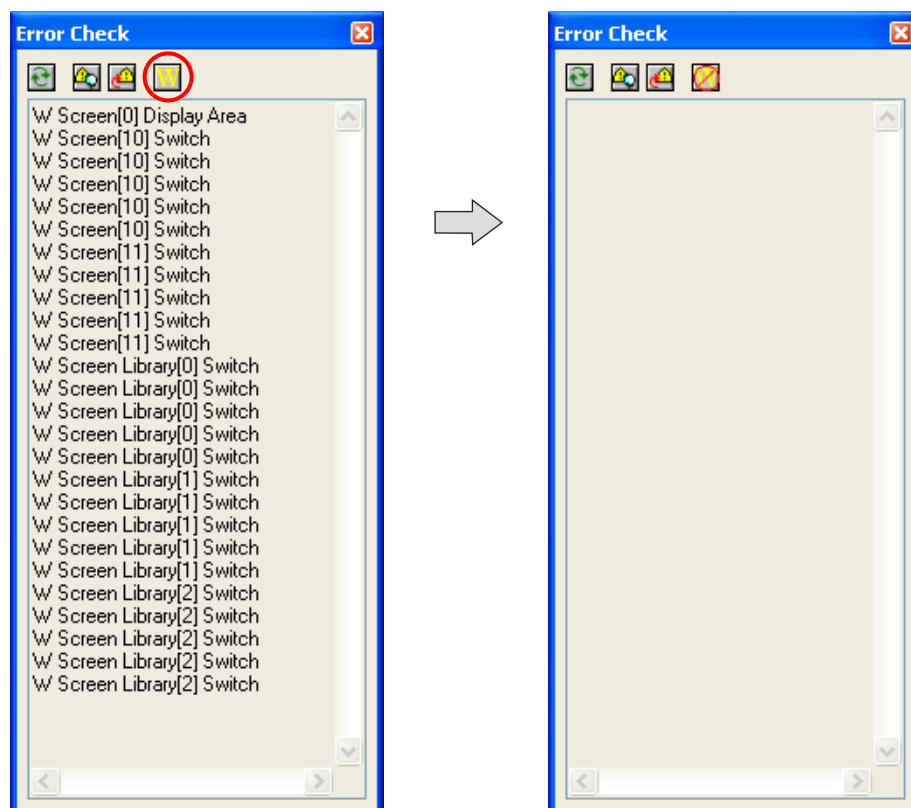 Error Check
W
W Screen[0] Display Area
W Screen[10] Switch
W Screen[10] Switch
W Screen[10] Switch
W Screen[10] Switch
W Screen[10] Switch
W Screen[11] Switch
W Screen[11] Switch
W Screen[11] Switch
W Screen[11] Switch
W Screen[11] Switch
W Screen Library[0] Switch
W Screen Library[0] Switch
W Screen Library[0] Switch
W Screen Library[0] Switch
W Screen Library[0] Switch
W Screen Library[1] Switch
W Screen Library[1] Switch
W Screen Library[1] Switch
W Screen Library[1] Switch
W Screen Library[1] Switch
W Screen Library[2] Switch
W Screen Library[2] Switch
W Screen Library[2] Switch
W Screen Library[2] Switch
W Screen Library[2] Switch
Error Check
W